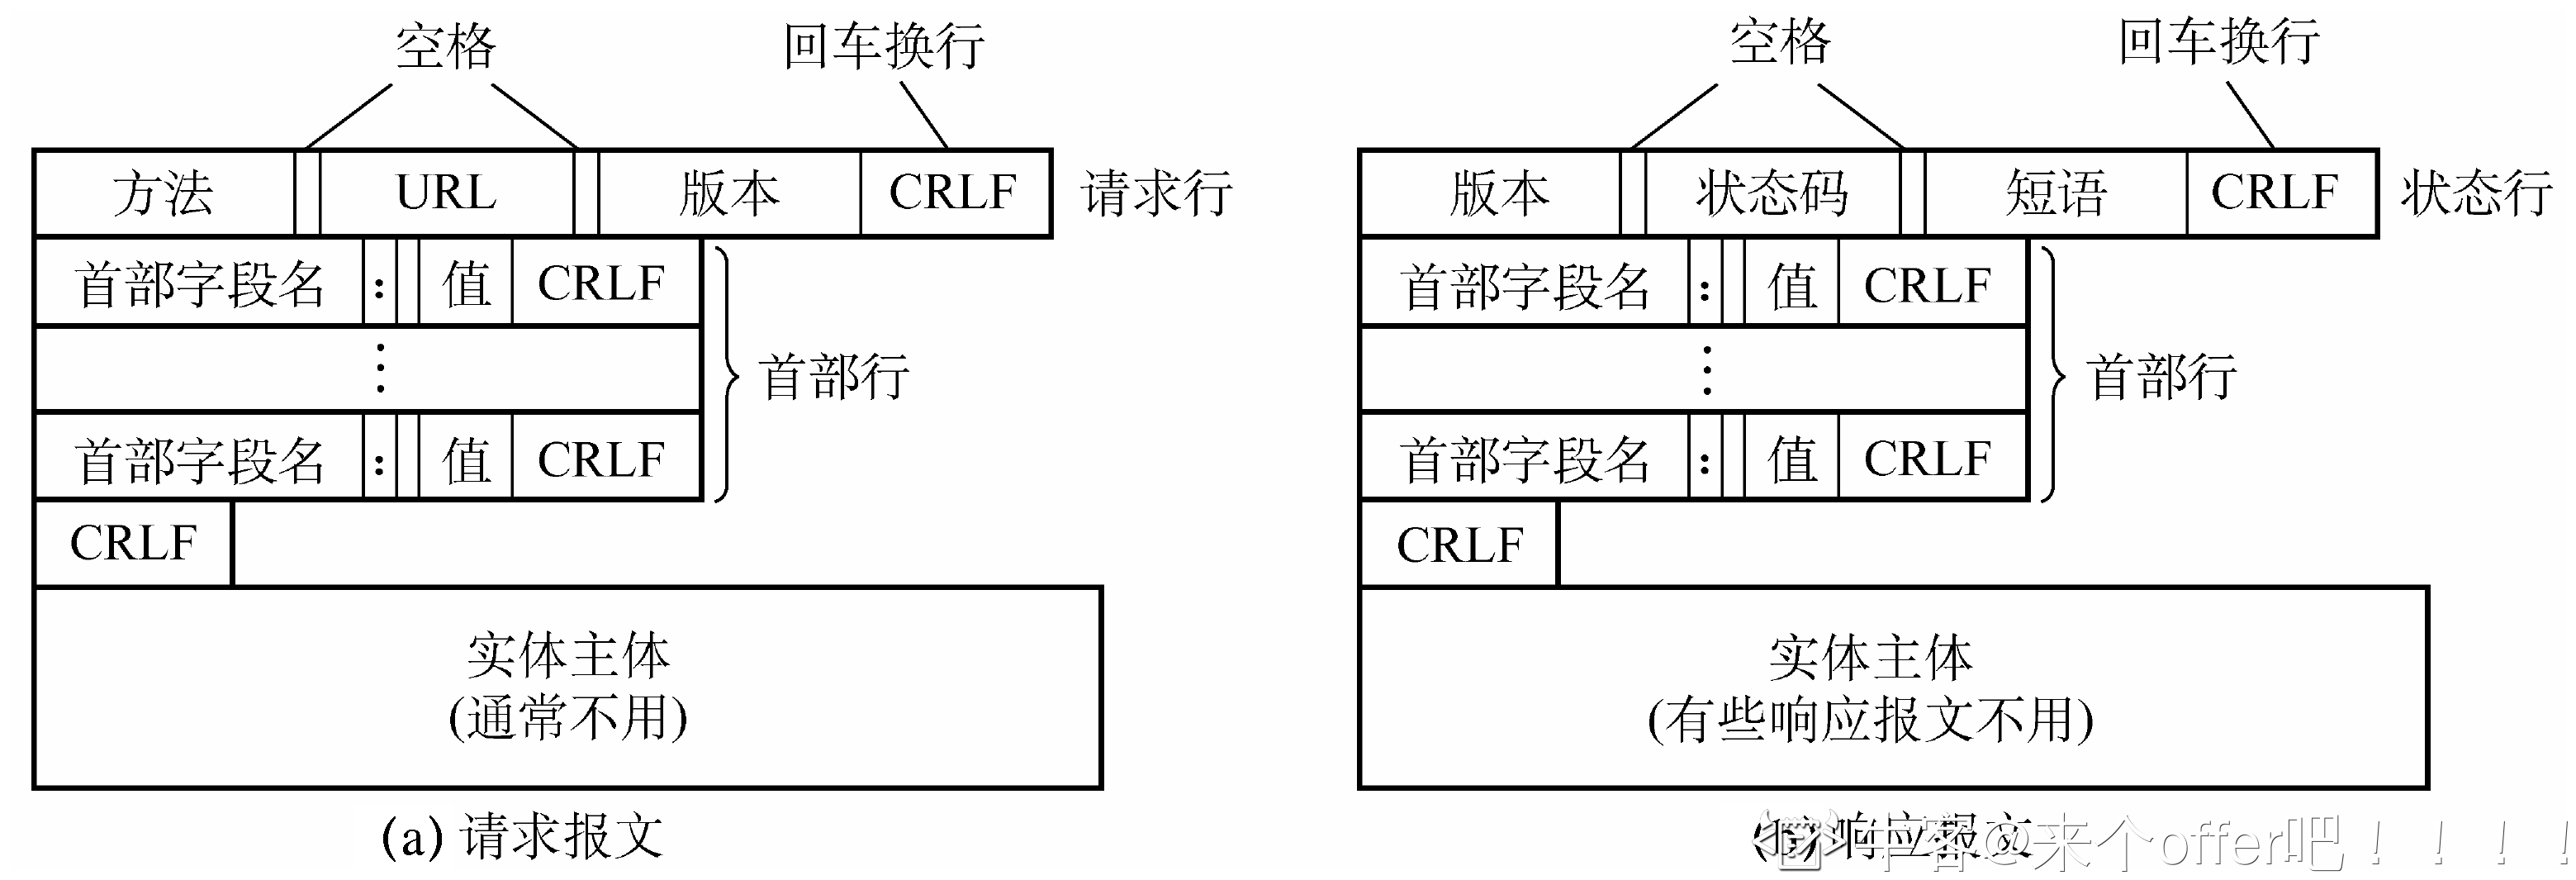 空格 回车换行
方法 URL 版本 CRLF 请求行
首部字段名 : 值 CRLF
⋮
首部行
首部字段名 : 值 CRLF
CRLF
实体主体
(通常不用)
(a) 请求报文
空格 回车换行
版本 状态码 短语 CRLF 状态行
首部字段名 : 值 CRLF
⋮
首部行
首部字段名 : 值 CRLF
CRLF
实体主体
(有些响应报文不用)
(b) 响应报文
牛客@来个offer吧！！！！